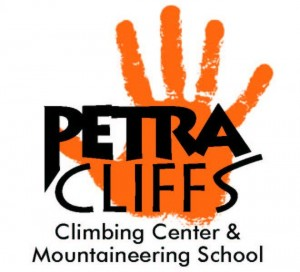 PETRA
CLIFFS
Climbing Center &
Mountaineering School